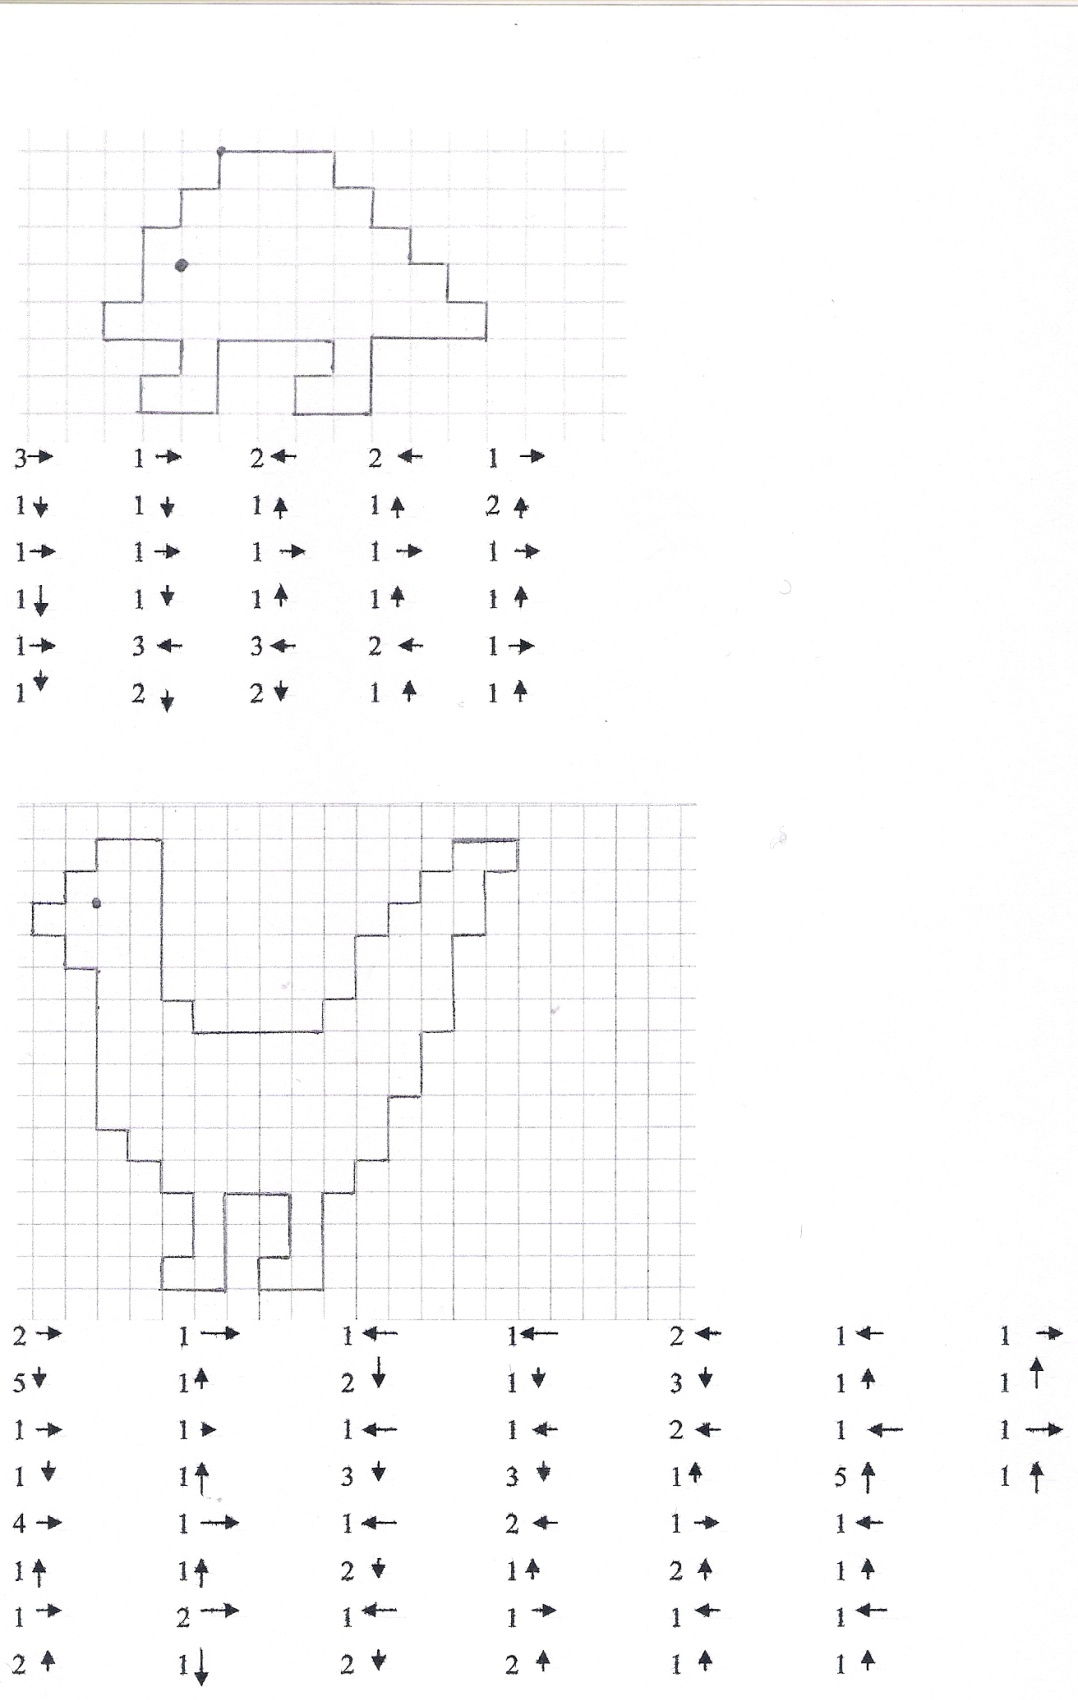 3→ 1→ 2← 2← 1→
1↓ 1↓ 1↑ 1↑ 2↑
1→ 1→ 1→ 1→ 1→
1↓ 1↓ 1↑ 1↑ 1↑
1→ 3← 3← 2← 1→
1↓ 2↓ 2↓ 1↑ 1↑
2→ 1→ 1← 1← 2← 1← 1→
5↓ 1↑ 2↓ 1↓ 3↓ 1↑ 1↑
1→ 1→ 1← 1← 2← 1← 1→
1↓ 1↑ 3↓ 3↓ 1↑ 5↑ 1↑
4→ 1→ 1← 2← 1→ 1←
1↑ 1↑ 2↓ 1↑ 2↑ 1↑
1→ 2→ 1← 1→ 1← 1←
2↑ 1↓ 2↓ 2↑ 1↑ 1↑